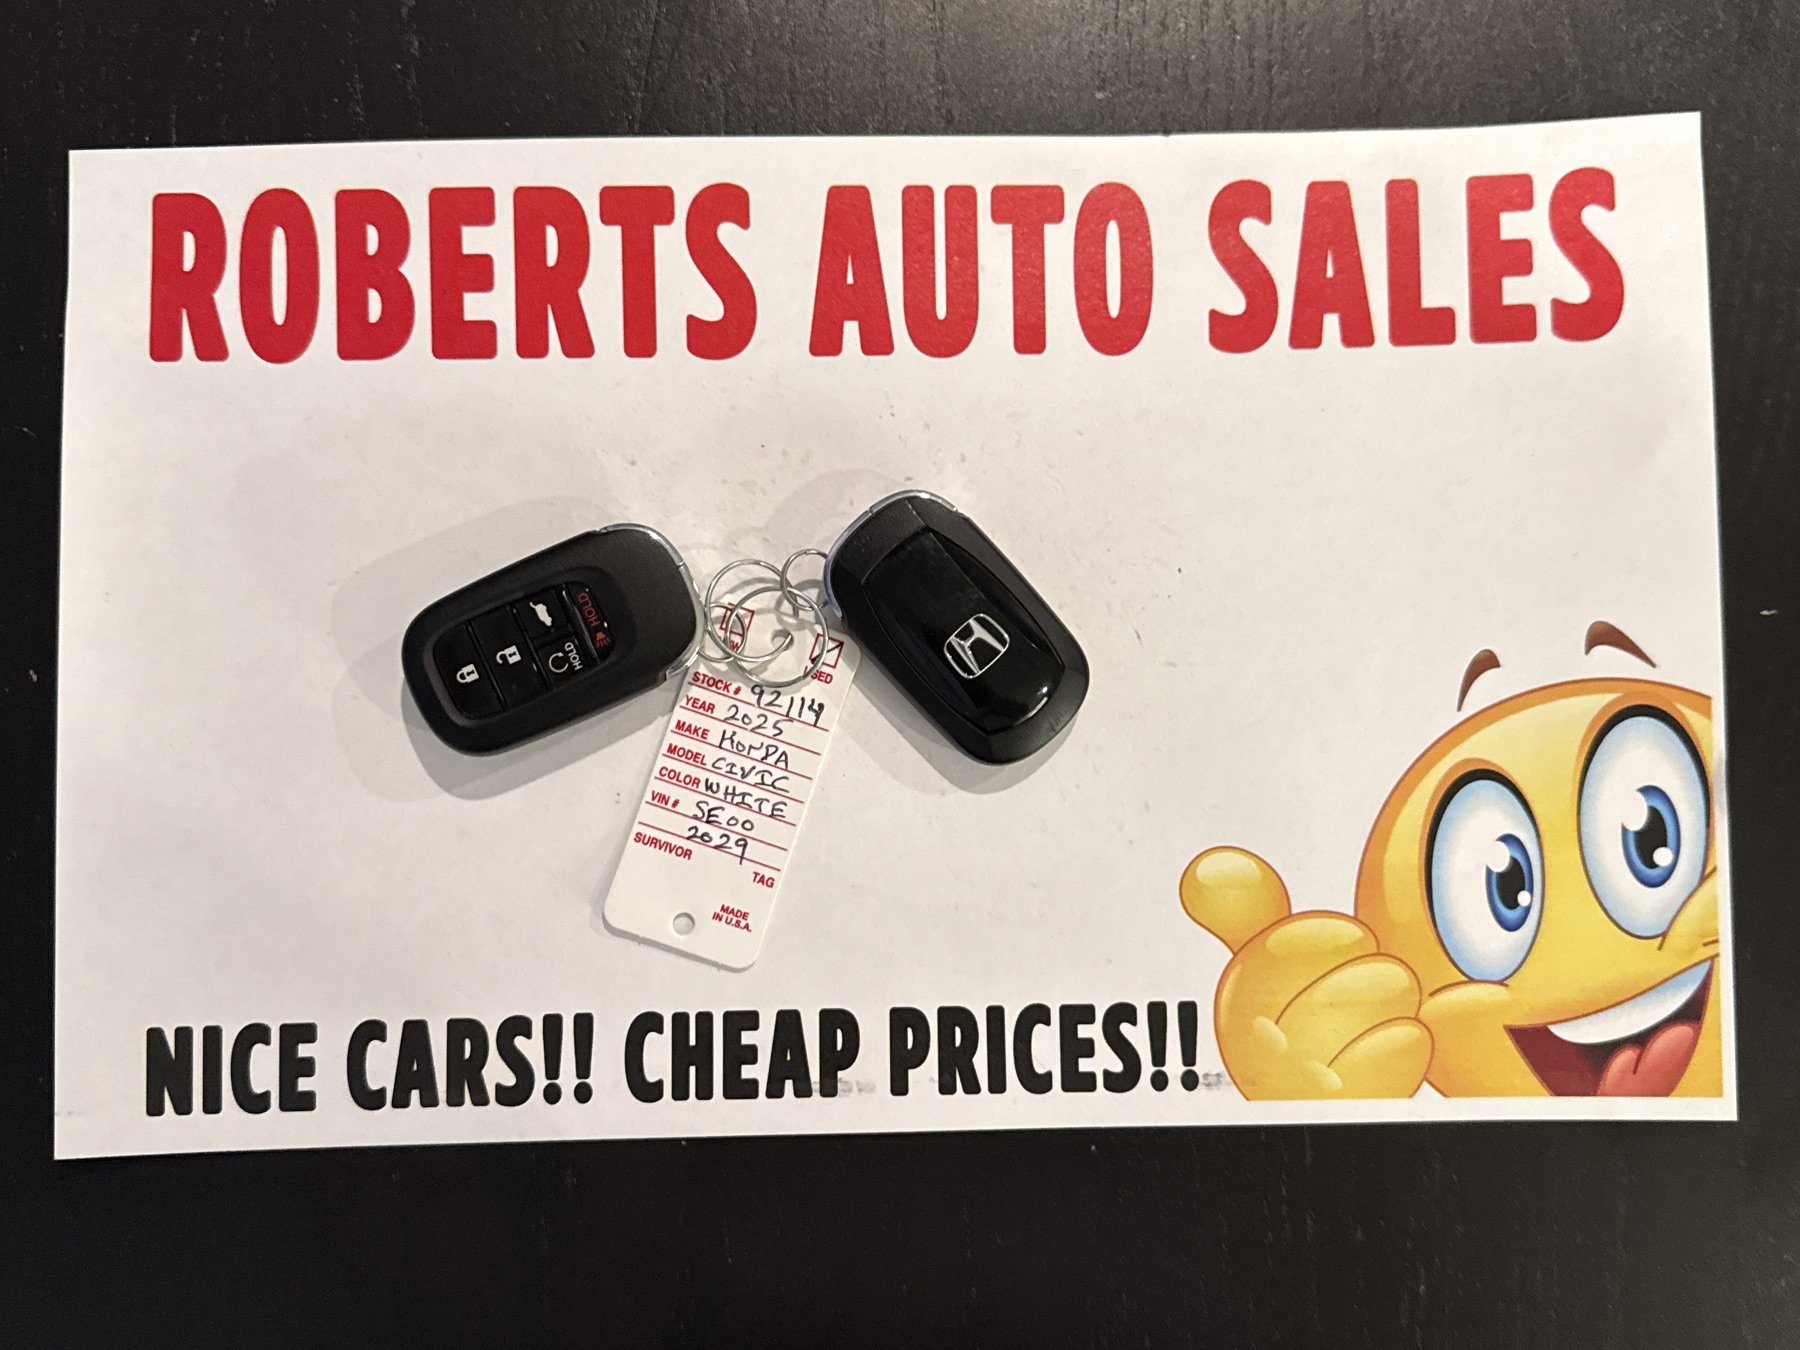 ROBERTS AUTO SALES
HOLD
HOLD
USED
STOCK # 92114
YEAR 2025
MAKE HONDA
MODEL CIVIC
COLOR WHITE
VIN # SE00
2029
SURVIVOR
TAG
MADE
IN U.S.A.
NICE CARS!! CHEAP PRICES!!